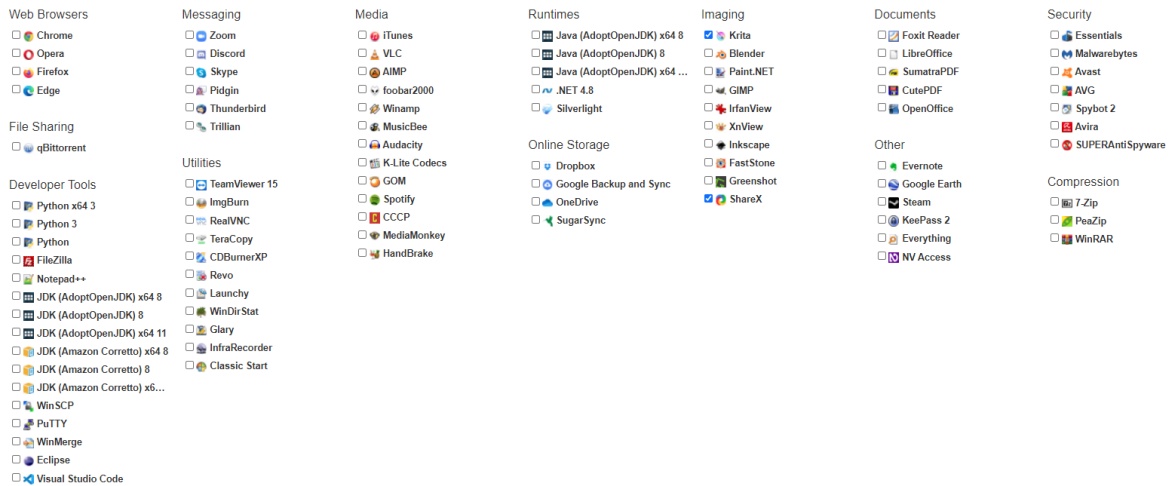 Web Browsers
Chrome
Opera
Firefox
Edge
File Sharing
qBittorrent
Developer Tools
Python x64 3
Python 3
Python
FileZilla
Notepad++
JDK (AdoptOpenJDK) x64 8
JDK (AdoptOpenJDK) 8
JDK (AdoptOpenJDK) x64 11
JDK (Amazon Corretto) x64 8
JDK (Amazon Corretto) 8
JDK (Amazon Corretto) x6...
WinSCP
PuTTY
WinMerge
Eclipse
Visual Studio Code
Messaging
Zoom
Discord
Skype
Pidgin
Thunderbird
Trillian
Utilities
TeamViewer 15
ImgBurn
RealVNC
TeraCopy
CDBurnerXP
Revo
Launchy
WinDirStat
Glary
InfraRecorder
Classic Start
Media
iTunes
VLC
AIMP
foobar2000
Winamp
MusicBee
Audacity
K-Lite Codecs
GOM
Spotify
CCCP
MediaMonkey
HandBrake
Runtimes
Java (AdoptOpenJDK) x64 8
Java (AdoptOpenJDK) 8
Java (AdoptOpenJDK) x64 ...
.NET 4.8
Silverlight
Online Storage
Dropbox
Google Backup and Sync
OneDrive
SugarSync
Imaging
Krita
Blender
Paint.NET
GIMP
IrfanView
XnView
Inkscape
FastStone
Greenshot
ShareX
Documents
Foxit Reader
LibreOffice
SumatraPDF
CutePDF
OpenOffice
Other
Evernote
Google Earth
Steam
KeePass 2
Everything
NV Access
Security
Essentials
Malwarebytes
Avast
AVG
Spybot 2
Avira
SUPERAntiSpyware
Compression
7-Zip
PeaZip
WinRAR